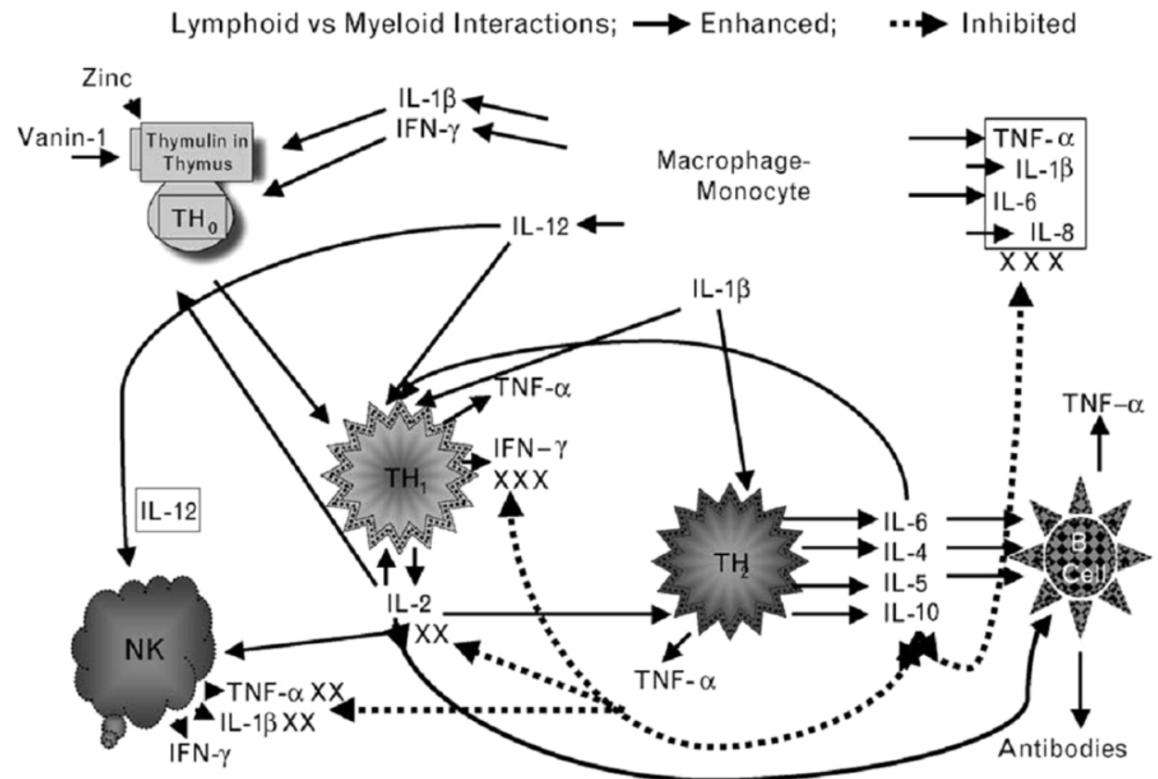 Lymphoid vs Myeloid Interactions; Enhanced; Inhibited
Zinc
Vanin-1
Thymulin in
Thymus
TH0
IL-1β
IFN-γ
Macrophage-
Monocyte
TNF-α
IL-1β
IL-6
IL-8
X X X
IL-12
IL-1β
TNF-α
TH1
IFN-γ
XXX
TNF-α
IL-12
TH2
IL-6
IL-4
IL-5
IL-10
B
Cell
IL-2
XX
NK
TNF-α
TNF-α XX
IL-1β XX
IFN-γ
Antibodies